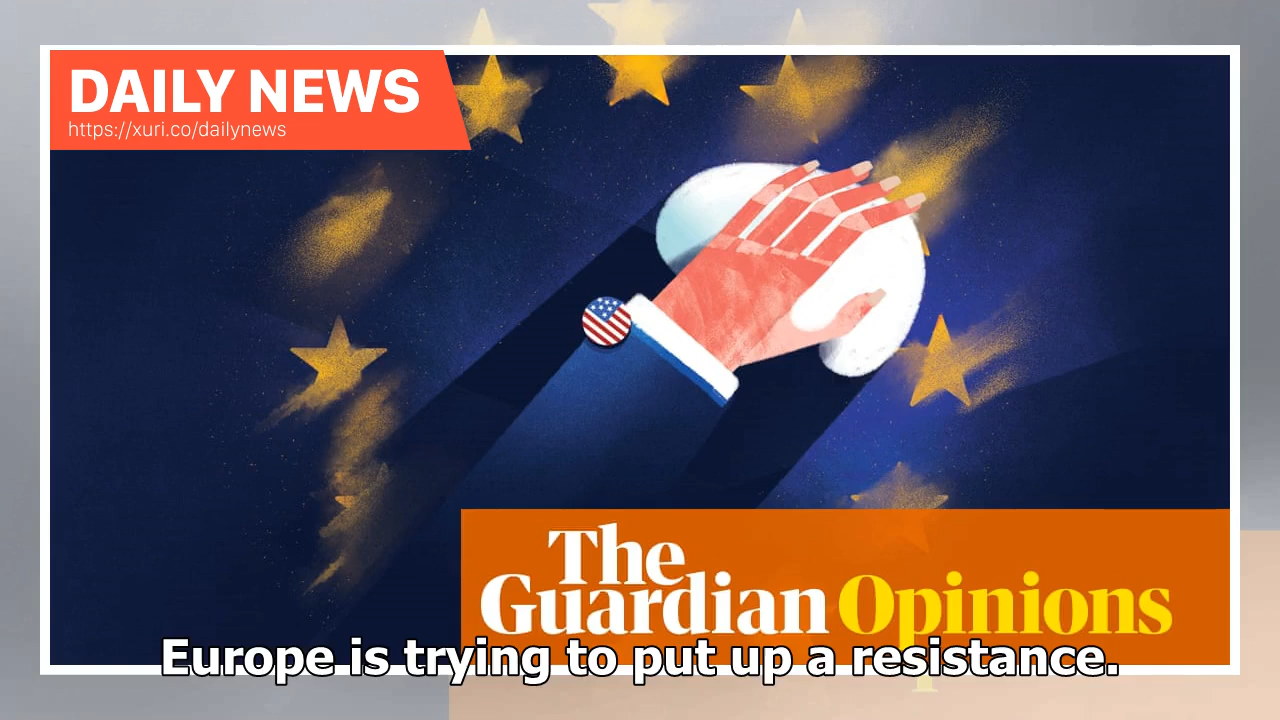 DAILY NEWS
https://xuri.co/dailynews
The
Guardian Opinions
Europe is trying to put up a resistance.